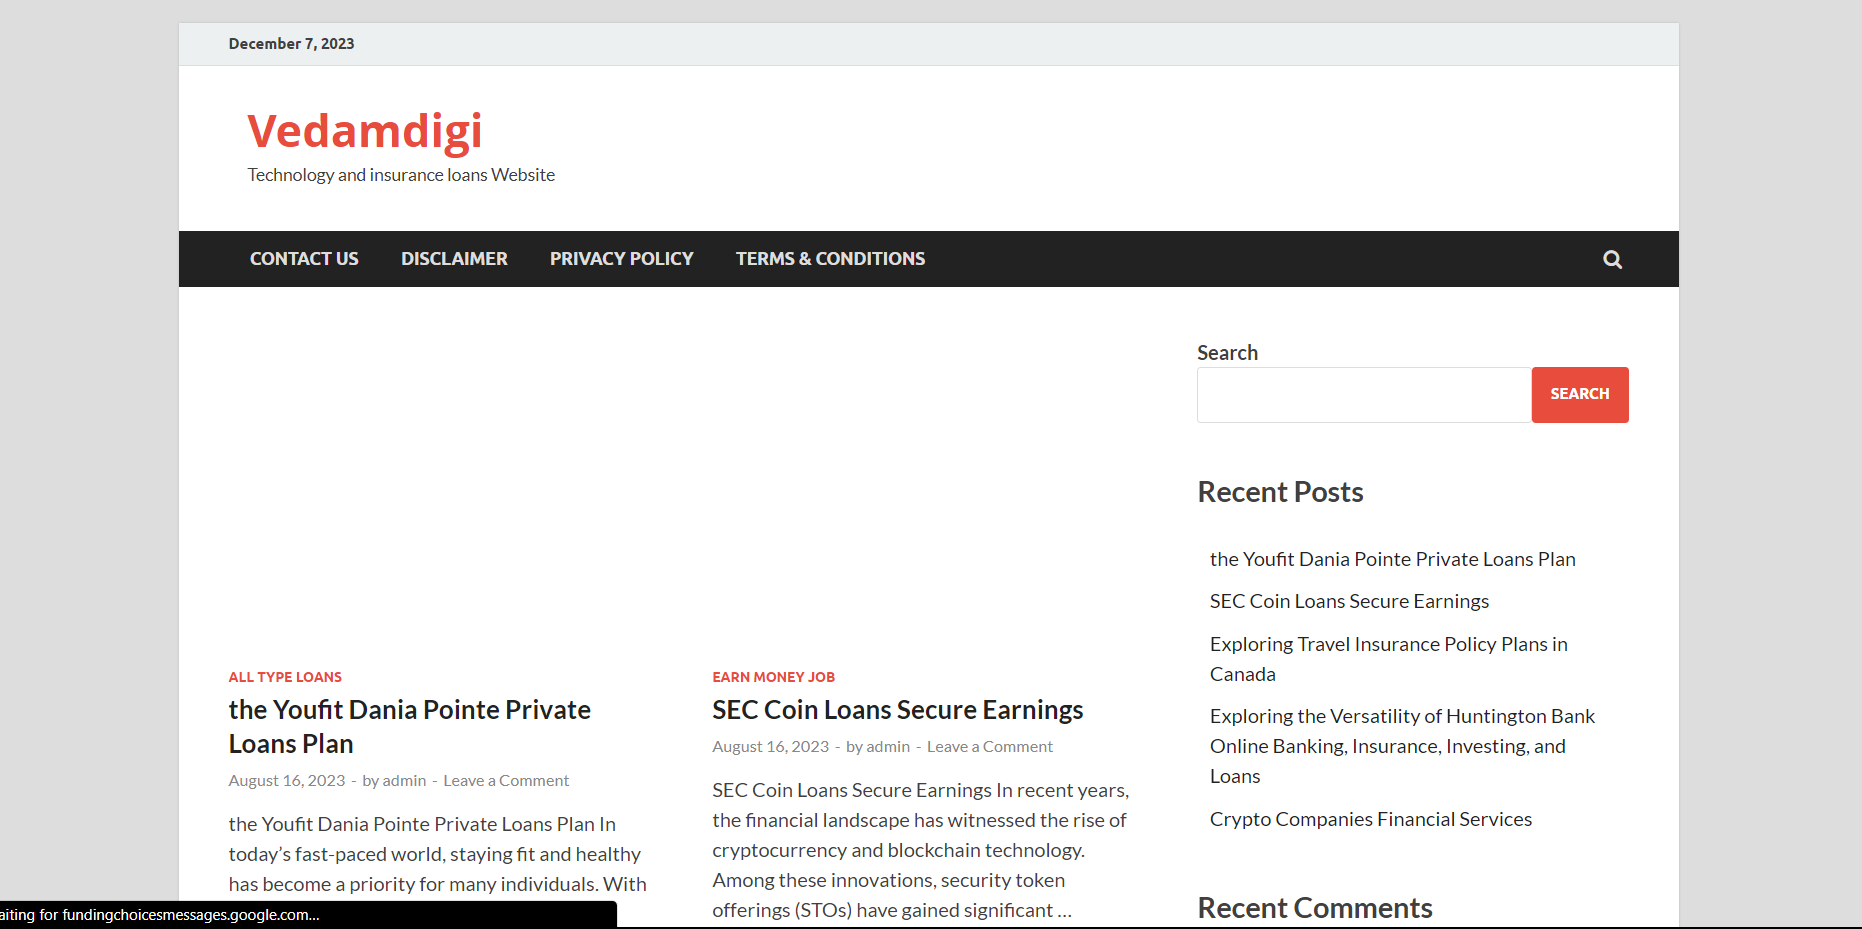 December 7, 2023
Vedamdigi
Technology and insurance loans Website
CONTACT US DISCLAIMER PRIVACY POLICY TERMS & CONDITIONS
ALL TYPE LOANS
the Youfit Dania Pointe Private
Loans Plan
August 16, 2023 - by admin - Leave a Comment
the Youfit Dania Pointe Private Loans Plan In
today’s fast-paced world, staying fit and healthy
has become a priority for many individuals. With
EARN MONEY JOB
SEC Coin Loans Secure Earnings
August 16, 2023 - by admin - Leave a Comment
SEC Coin Loans Secure Earnings In recent years,
the financial landscape has witnessed the rise of
cryptocurrency and blockchain technology.
Among these innovations, security token
offerings (STOs) have gained significant …
Search
SEARCH
Recent Posts
the Youfit Dania Pointe Private Loans Plan
SEC Coin Loans Secure Earnings
Exploring Travel Insurance Policy Plans in
Canada
Exploring the Versatility of Huntington Bank
Online Banking, Insurance, Investing, and
Loans
Crypto Companies Financial Services
Recent Comments
aiting for fundingchoicesmessages.google.com...